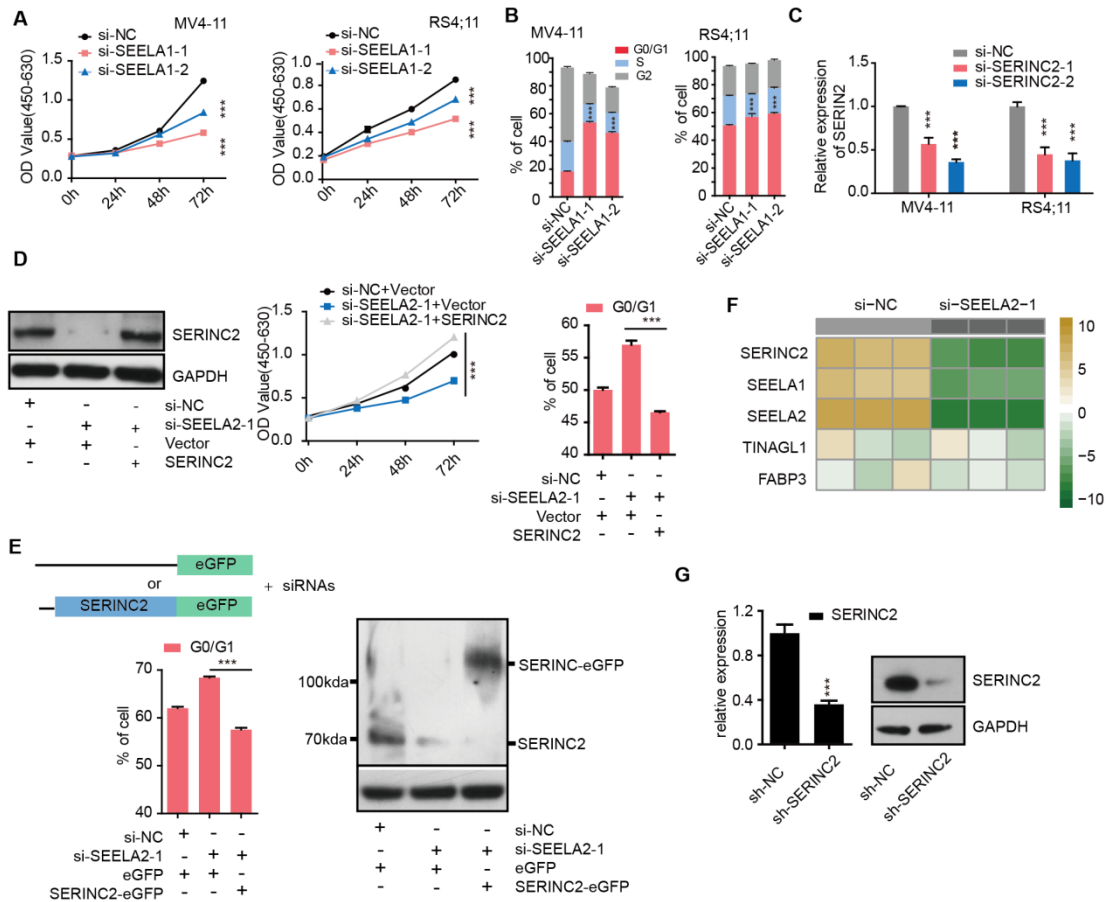 A
MV4-11
si-NC
si-SEELA1-1
si-SEELA1-2
OD Value(450-630)
1.5
1.0
0.5
0.0
***
***
0h
24h
48h
72h
RS4;11
si-NC
si-SEELA1-1
si-SEELA1-2
OD Value(450-630)
1.0
0.8
0.6
0.4
0.2
0.0
***
***
0h
24h
48h
72h
B
MV4-11
G0/G1
S
G2
% of cell
100
80
60
40
20
0
***
***
si-NC
si-SEELA1-1
si-SEELA1-2
RS4;11
% of cell
100
80
60
40
20
0
***
***
si-NC
si-SEELA1-1
si-SEELA1-2
C
si-NC
si-SERINC2-1
si-SERINC2-2
Relative expression
of SERIN2
1.5
1.0
0.5
0.0
***
***
***
***
MV4-11
RS4;11
D
SERINC2
GAPDH
+ - - si-NC
- + + si-SEELA2-1
+ + - Vector
- - + SERINC2
si-NC+Vector
si-SEELA2-1+Vector
si-SEELA2-1+SERINC2
OD Value(450-630)
1.5
1.0
0.5
0.0
***
0h
24h
48h
72h
G0/G1
***
% of cell
60
55
50
45
40
si-NC + - -
si-SEELA2-1 - + +
Vector + + -
SERINC2 - - +
E
eGFP
or
+ siRNAs
SERINC2 eGFP
G0/G1
***
% of cell
70
60
50
40
si-NC + - -
si-SEELA2-1 - + +
eGFP + + -
SERINC2-eGFP - - +
SERINC-eGFP
100kda
70kda
SERINC2
+ - - si-NC
- + + si-SEELA2-1
+ + - eGFP
- - + SERINC2-eGFP
F
si-NC si-SEELA2-1
SERINC2
SEELA1
SEELA2
TINAGL1
FABP3
10
5
0
-5
-10
G
SERINC2
relative expression
1.2
0.8
0.4
0.0
***
sh-NC
sh-SERINC2
SERINC2
GAPDH
sh-NC
sh-SERINC2